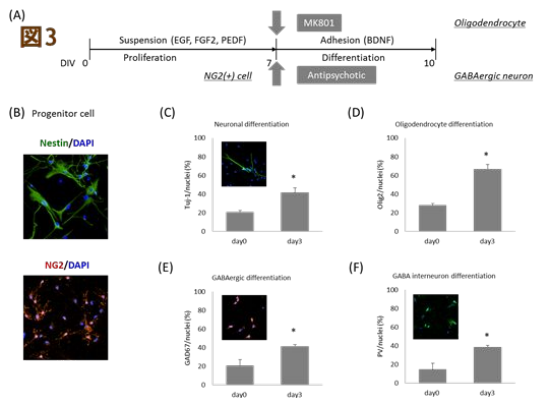 (A)
図3
MK801
Oligodendrocyte
Suspension (EGF, FGF2, PEDF)
Adhesion (BDNF)
DIV
0
Proliferation
7
Differentiation
10
NG2(+) cell
Antipsychotic
GABAergic neuron
(B) Progenitor cell
Nestin/DAPI
NG2/DAPI
(C)
Neuronal differentiation
Tuj-1/nuclei (%)
100
80
60
40
20
0
*
day0
day3
(D)
Oligodendrocyte differentiation
Olig2/nuclei (%)
100
80
60
40
20
0
*
day0
day3
(E)
GABAergic differentiation
GAD67/nuclei (%)
100
80
60
40
20
0
*
day0
day3
(F)
GABA interneuron differentiation
PV/nuclei (%)
100
80
60
40
20
0
*
day0
day3